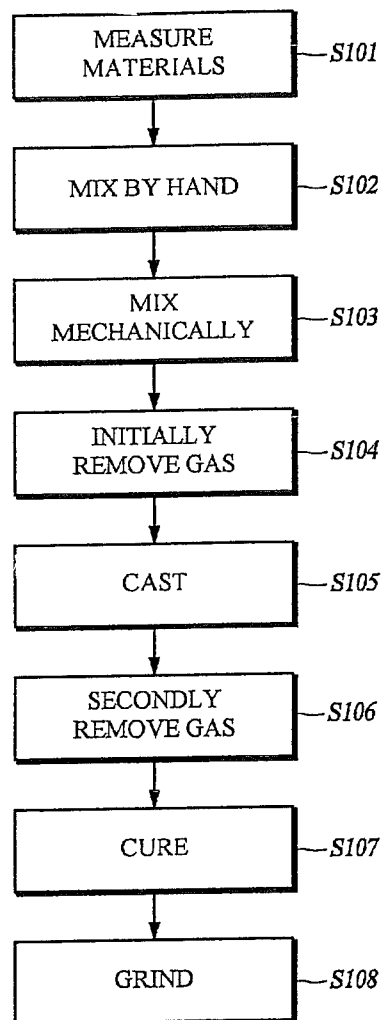 MEASURE
MATERIALS
S101
MIX BY HAND
S102
MIX
MECHANICALLY
S103
INITIALLY
REMOVE GAS
S104
CAST
S105
SECONDLY
REMOVE GAS
S106
CURE
S107
GRIND
S108